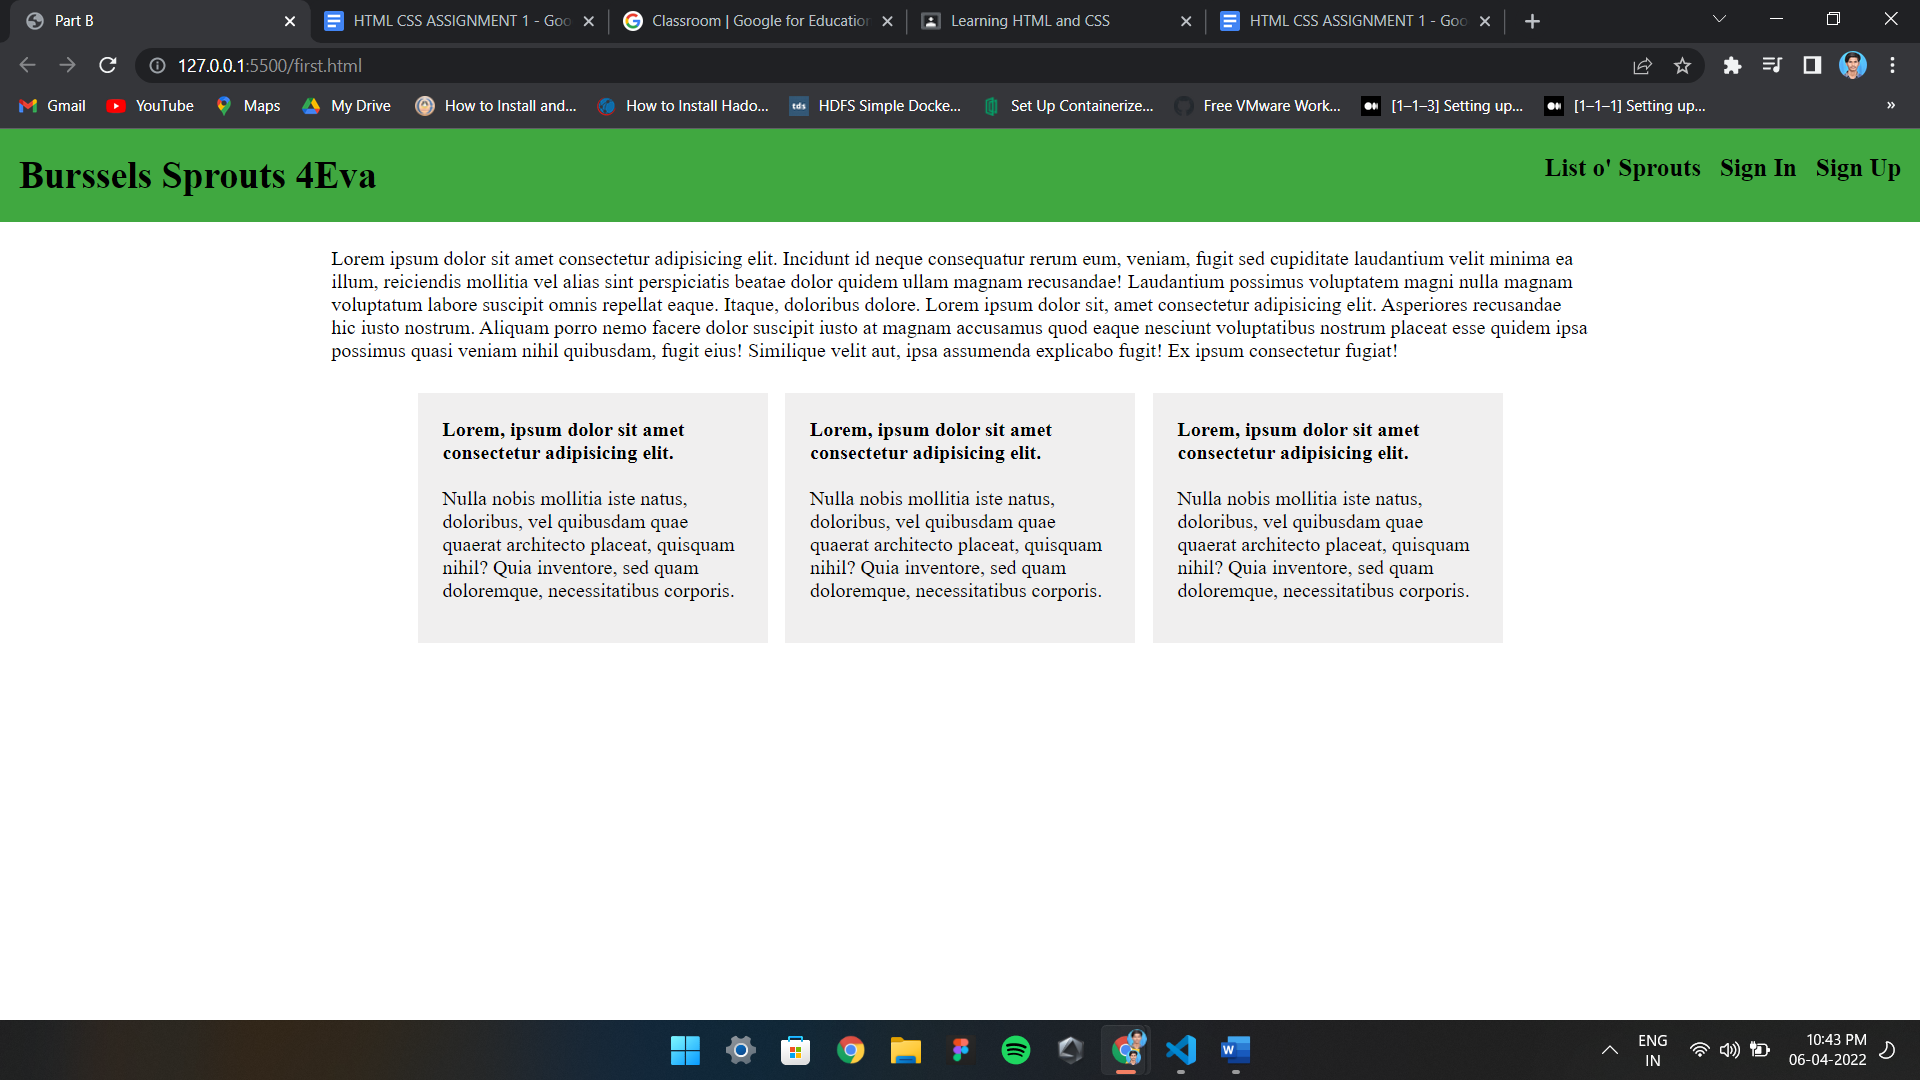 Part B
HTML CSS ASSIGNMENT 1 - Goo
Classroom | Google for Education
Learning HTML and CSS
HTML CSS ASSIGNMENT 1 - Goo
127.0.0.1:5500/first.html
Gmail
YouTube
Maps
My Drive
How to Install and...
How to Install Hado...
tds
HDFS Simple Docke...
Set Up Containerize...
Free VMware Work...
[1–1–3] Setting up...
[1–1–1] Setting up...
»
Burssels Sprouts 4Eva
List o' Sprouts Sign In Sign Up
Lorem ipsum dolor sit amet consectetur adipisicing elit. Incidunt id neque consequatur rerum eum, veniam, fugit sed cupiditate laudantium velit minima ea
illum, reiciendis mollitia vel alias sint perspiciatis beatae dolor quidem ullam magnam recusandae! Laudantium possimus voluptatem magni nulla magnam
voluptatum labore suscipit omnis repellat eaque. Itaque, doloribus dolore. Lorem ipsum dolor sit, amet consectetur adipisicing elit. Asperiores recusandae
hic iusto nostrum. Aliquam porro nemo facere dolor suscipit iusto at magnam accusamus quod eaque nesciunt voluptatibus nostrum placeat esse quidem ipsa
possimus quasi veniam nihil quibusdam, fugit eius! Similique velit aut, ipsa assumenda explicabo fugit! Ex ipsum consectetur fugiat!
Lorem, ipsum dolor sit amet
consectetur adipisicing elit.
Nulla nobis mollitia iste natus,
doloribus, vel quibusdam quae
quaerat architecto placeat, quisquam
nihil? Quia inventore, sed quam
doloremque, necessitatibus corporis.
Lorem, ipsum dolor sit amet
consectetur adipisicing elit.
Nulla nobis mollitia iste natus,
doloribus, vel quibusdam quae
quaerat architecto placeat, quisquam
nihil? Quia inventore, sed quam
doloremque, necessitatibus corporis.
Lorem, ipsum dolor sit amet
consectetur adipisicing elit.
Nulla nobis mollitia iste natus,
doloribus, vel quibusdam quae
quaerat architecto placeat, quisquam
nihil? Quia inventore, sed quam
doloremque, necessitatibus corporis.
W
ENG
IN
10:43 PM
06-04-2022